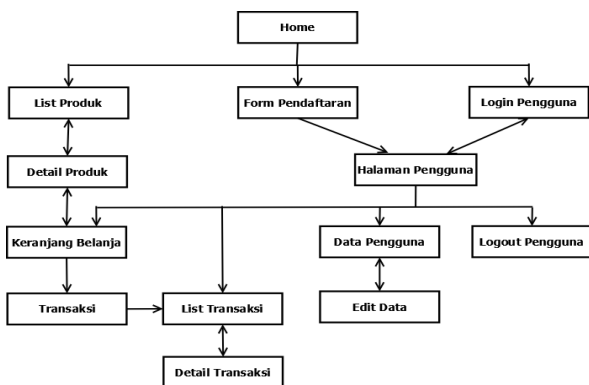 Home
List Produk
Form Pendaftaran
Login Pengguna
Detail Produk
Halaman Pengguna
Keranjang Belanja
Data Pengguna
Logout Pengguna
Transaksi
List Transaksi
Edit Data
Detail Transaksi